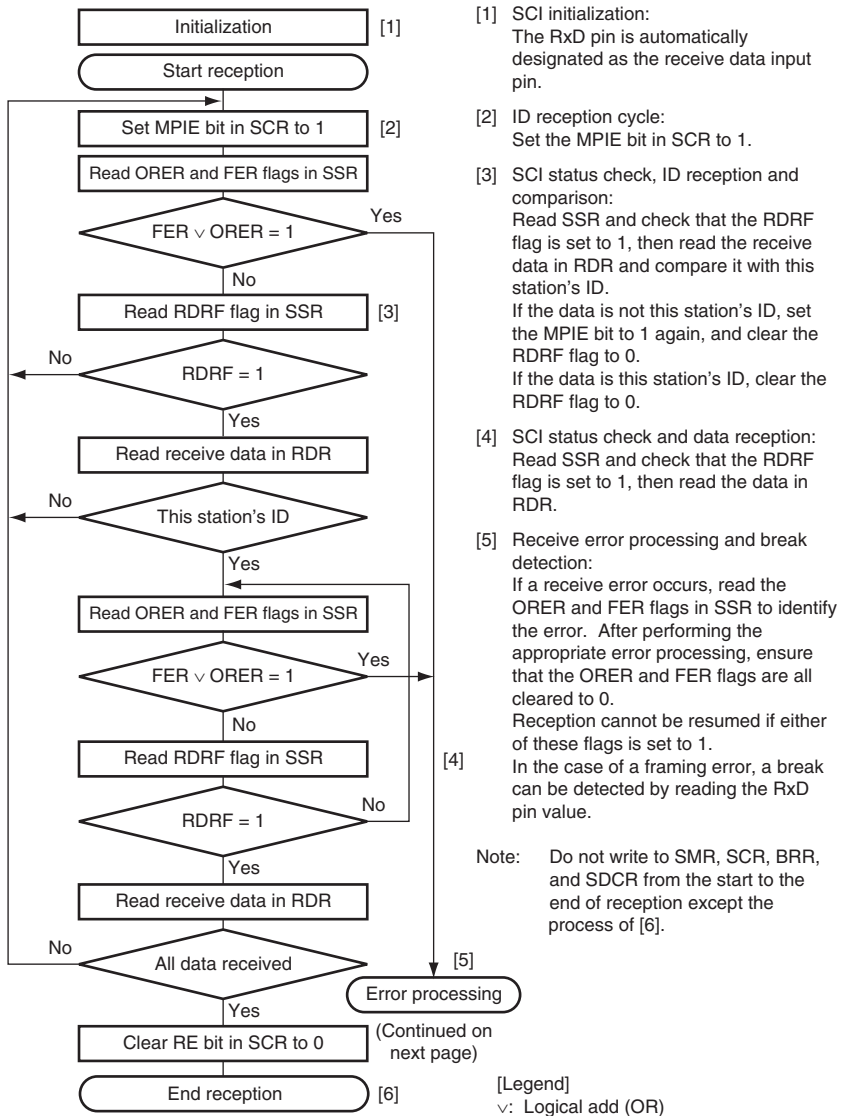 Initialization
[1]
Start reception
Set MPIE bit in SCR to 1
[2]
Read ORER and FER flags in SSR
FER ∨ ORER = 1
Yes
No
Read RDRF flag in SSR
[3]
No
RDRF = 1
Yes
Read receive data in RDR
No
This station's ID
Yes
Read ORER and FER flags in SSR
FER ∨ ORER = 1
Yes
No
Read RDRF flag in SSR
[4]
RDRF = 1
No
Yes
Read receive data in RDR
No
All data received
[5]
Error processing
Yes
(Continued on
next page)
Clear RE bit in SCR to 0
End reception
[6]
[1] SCI initialization:
The RxD pin is automatically
designated as the receive data input
pin.
[2] ID reception cycle:
Set the MPIE bit in SCR to 1.
[3] SCI status check, ID reception and
comparison:
Read SSR and check that the RDRF
flag is set to 1, then read the receive
data in RDR and compare it with this
station's ID.
If the data is not this station's ID, set
the MPIE bit to 1 again, and clear the
RDRF flag to 0.
If the data is this station's ID, clear the
RDRF flag to 0.
[4] SCI status check and data reception:
Read SSR and check that the RDRF
flag is set to 1, then read the data in
RDR.
[5] Receive error processing and break
detection:
If a receive error occurs, read the
ORER and FER flags in SSR to identify
the error. After performing the
appropriate error processing, ensure
that the ORER and FER flags are all
cleared to 0.
Reception cannot be resumed if either
of these flags is set to 1.
In the case of a framing error, a break
can be detected by reading the RxD
pin value.
Note: Do not write to SMR, SCR, BRR,
and SDCR from the start to the
end of reception except the
process of [6].
[Legend]
∨: Logical add (OR)